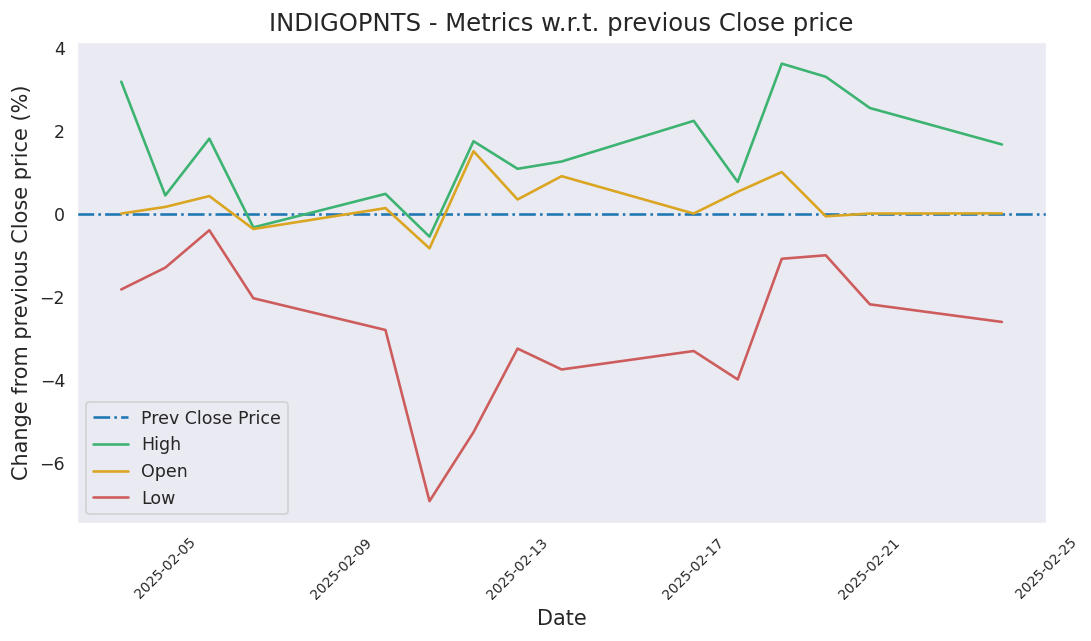 INDIGOPNTS - Metrics w.r.t. previous Close price
Change from previous Close price (%)
4
2
0
−2
−4
−6
Prev Close Price
High
Open
Low
2025-02-05
2025-02-09
2025-02-13
2025-02-17
2025-02-21
2025-02-25
Date